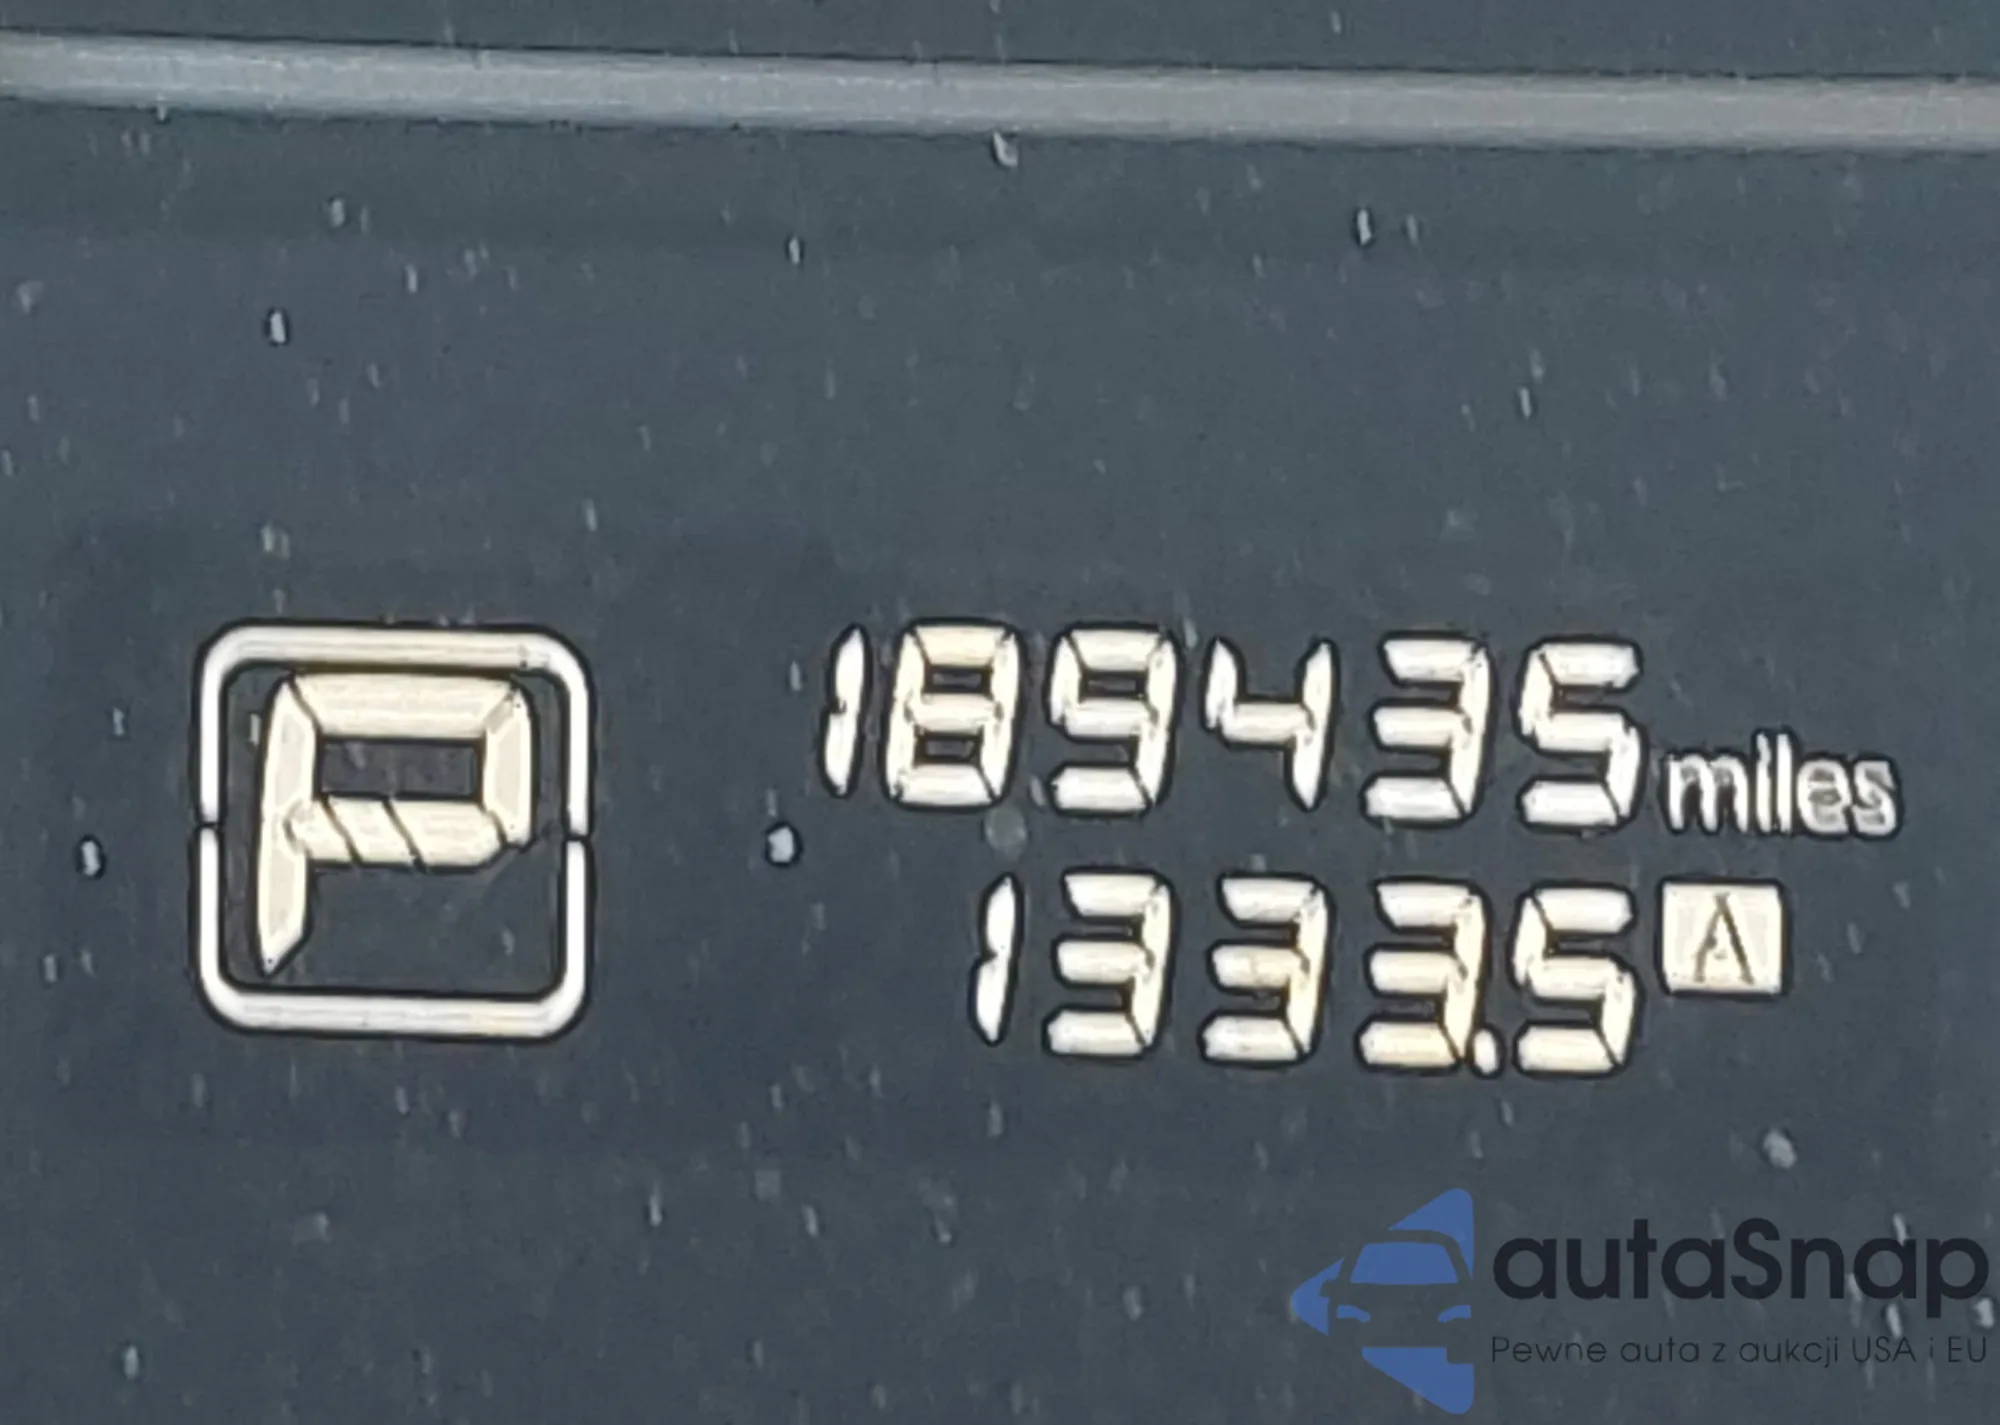 P
189435 miles
1333.5 A
autaSnap
Pewne auta z aukcji USA i EU